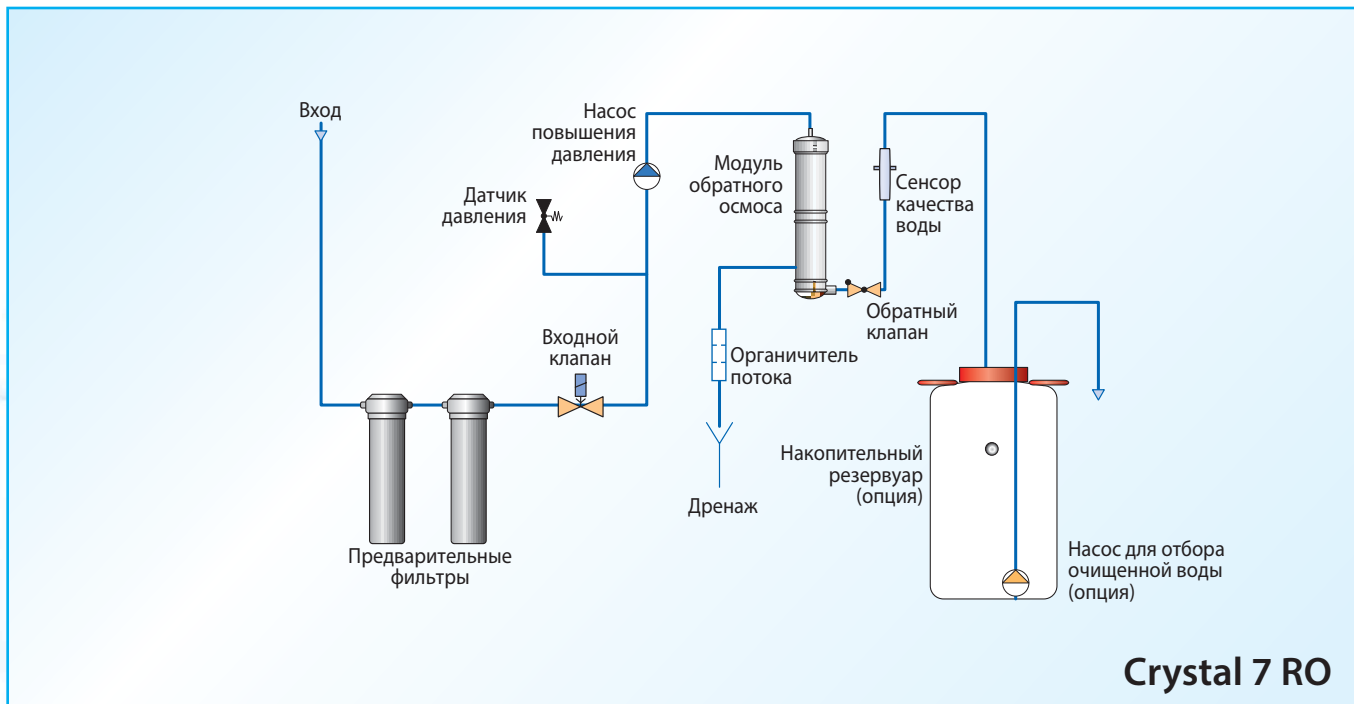 Вход
Насос
повышения
давления
Датчик
давления
Модуль
обратного
осмоса
Сенсор
качества
воды
Обратный
клапан
Входной
клапан
Органичитель
потока
Дренаж
Предварительные
фильтры
Накопительный
резервуар
(опция)
Насос для отбора
очищенной воды
(опция)
Crystal 7 RO